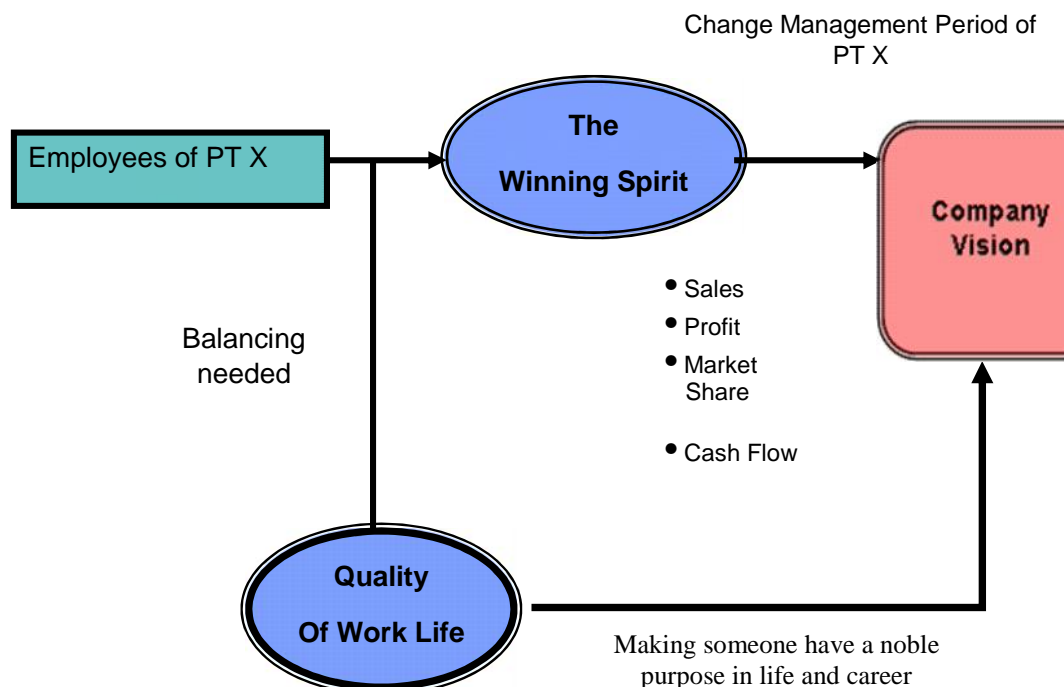 Change Management Period of
PT X
Employees of PT X
The
Winning Spirit
Company
Vision
• Sales
• Profit
• Market
Share
• Cash Flow
Balancing
needed
Quality
Of Work Life
Making someone have a noble
purpose in life and career